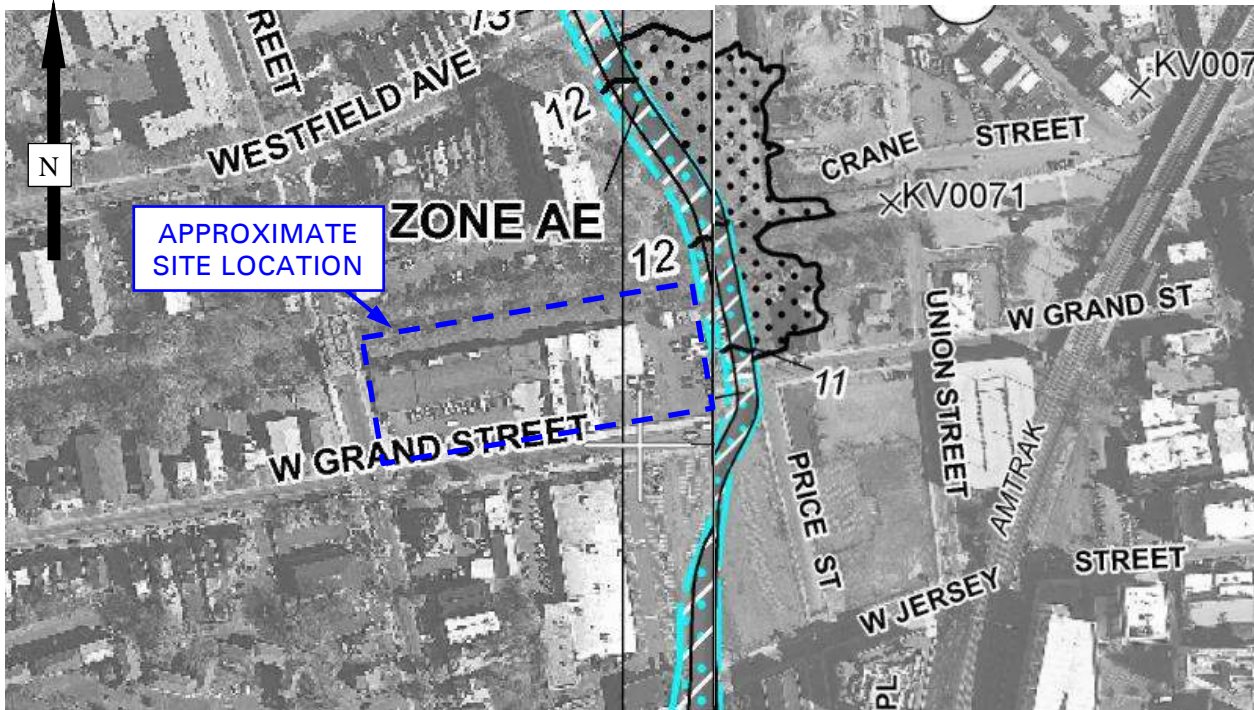 13
REET
WESTFIELD AVE
N
12
KV007
CRANE STREET
KV0071
APPROXIMATE
SITE LOCATION
ZONE AE
12
UNION STREET
W GRAND ST
11
W GRAND STREET
PRICE ST
AMTRAK
W JERSEY STREET
PL